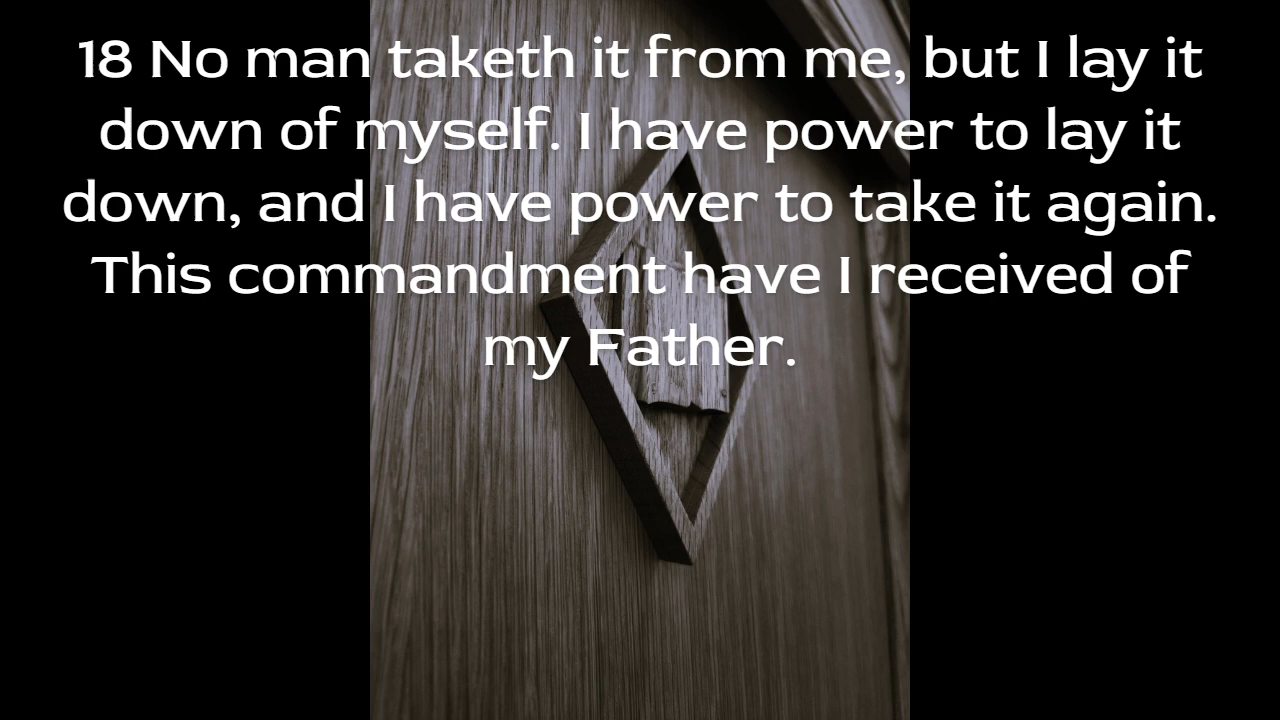 18 No man taketh it from me, but I lay it
down of myself. I have power to lay it
down, and I have power to take it again.
This commandment have I received of
my Father.